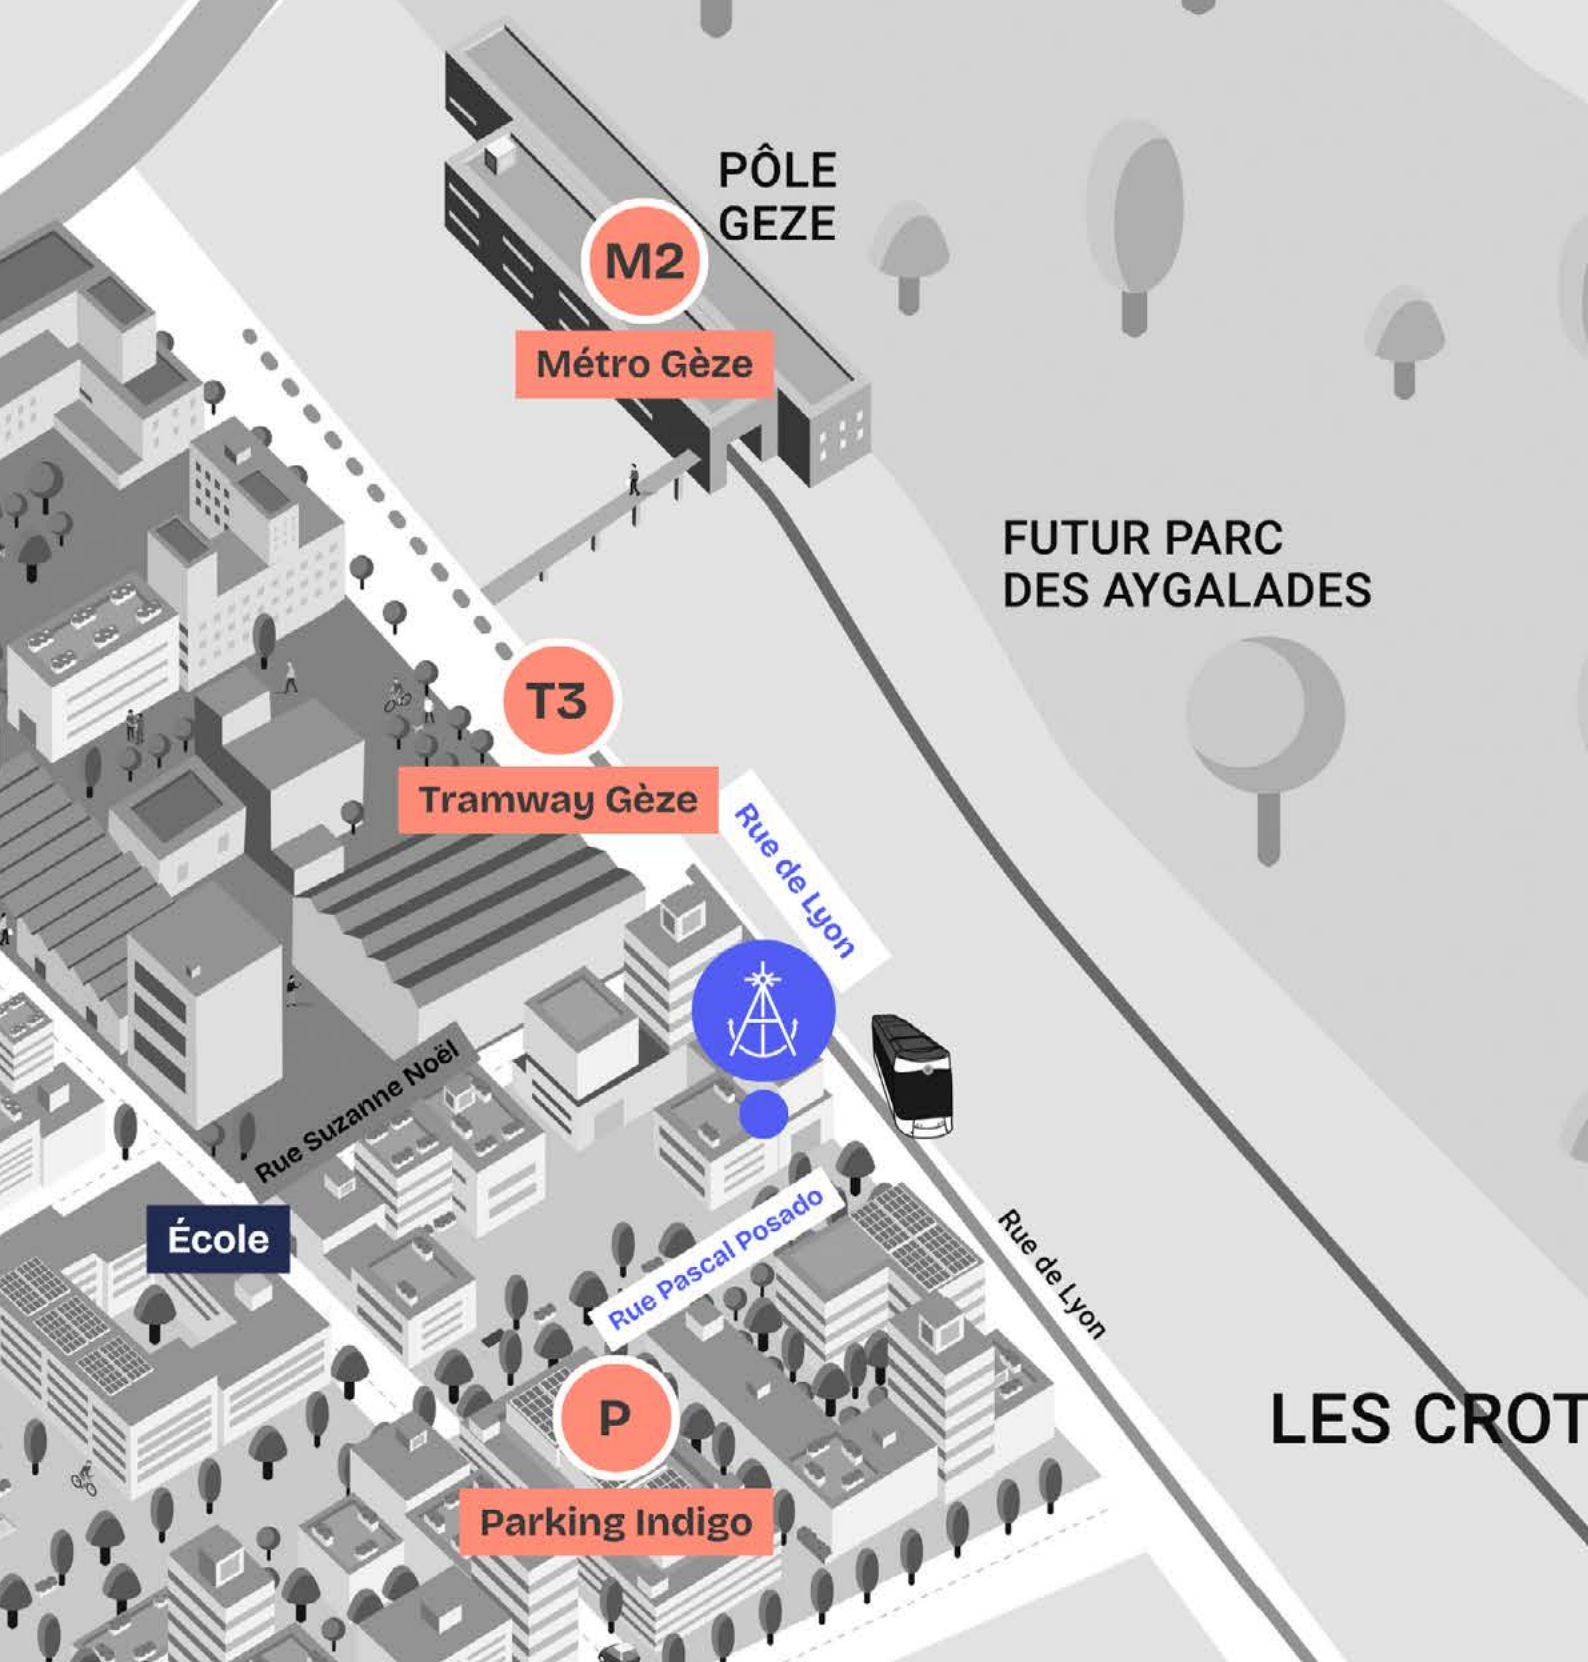 PÔLE
GEZE
M2
Métro Gèze
FUTUR PARC
DES AYGALADES
T3
Tramway Gèze
Rue de Lyon
Rue Suzanne Noël
École
Rue Pascal Posado
Rue de Lyon
P
LES CROT
Parking Indigo